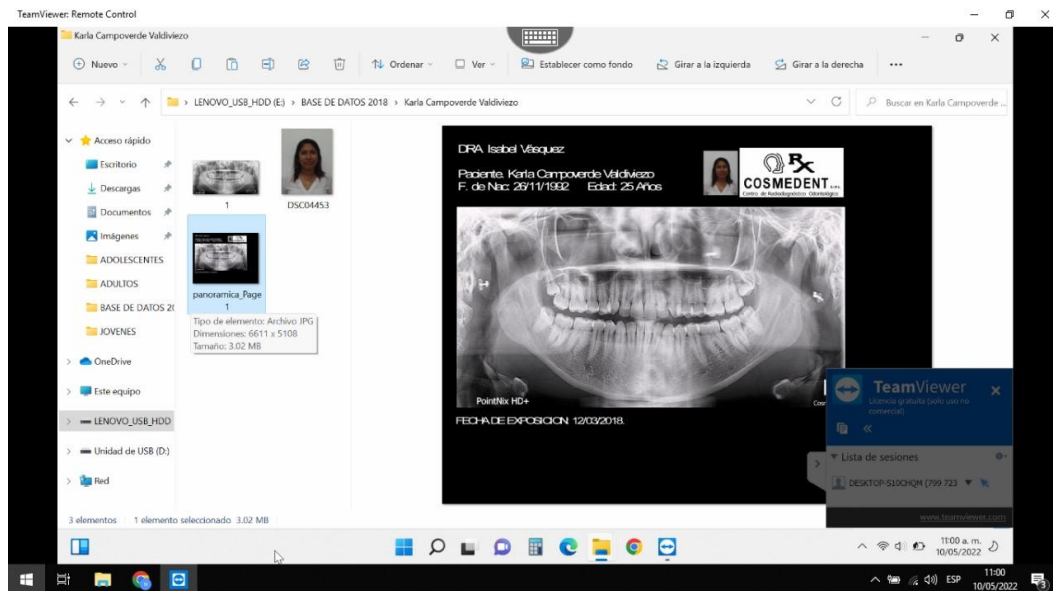 TeamViewer: Remote Control
Karla Campoverde Valdiviezo
Nuevo
Ordenar
Ver
Establecer como fondo
Girar a la izquierda
Girar a la derecha
LENOVO_USB_HDD (E:) > BASE DE DATOS 2018 > Karla Campoverde Valdiviezo
Buscar en Karla Campoverde ...
Acceso rápido
Escritorio
Descargas
Documentos
Imágenes
ADOLESCENTES
ADULTOS
BASE DE DATOS 20
JOVENES
OneDrive
Este equipo
LENOVO_USB_HDD
Unidad de USB (D:)
Red
1
DSC04453
panoramica_Page
1
Tipo de elemento: Archivo JPG
Dimensiones: 6611 x 5108
Tamaño: 3.02 MB
DRA Isabel Vásquez
Paciente. Karla Campoverde Valdiviezo
F. de Nac: 26/11/1992 Edad: 25 Años
Rx
COSMEDENT
Centro de Radiodiagnóstico Odontológico
PointNix HD+
FECHA DE EXPOSICION: 12/03/2018.
TeamViewer
Licencia gratuita (solo uso no
comercial)
Lista de sesiones
DESKTOP-S10CHQM (799 723
www.teamviewer.com
3 elementos
1 elemento seleccionado 3.02 MB
11:00 a. m.
10/05/2022
ESP
11:00
10/05/2022